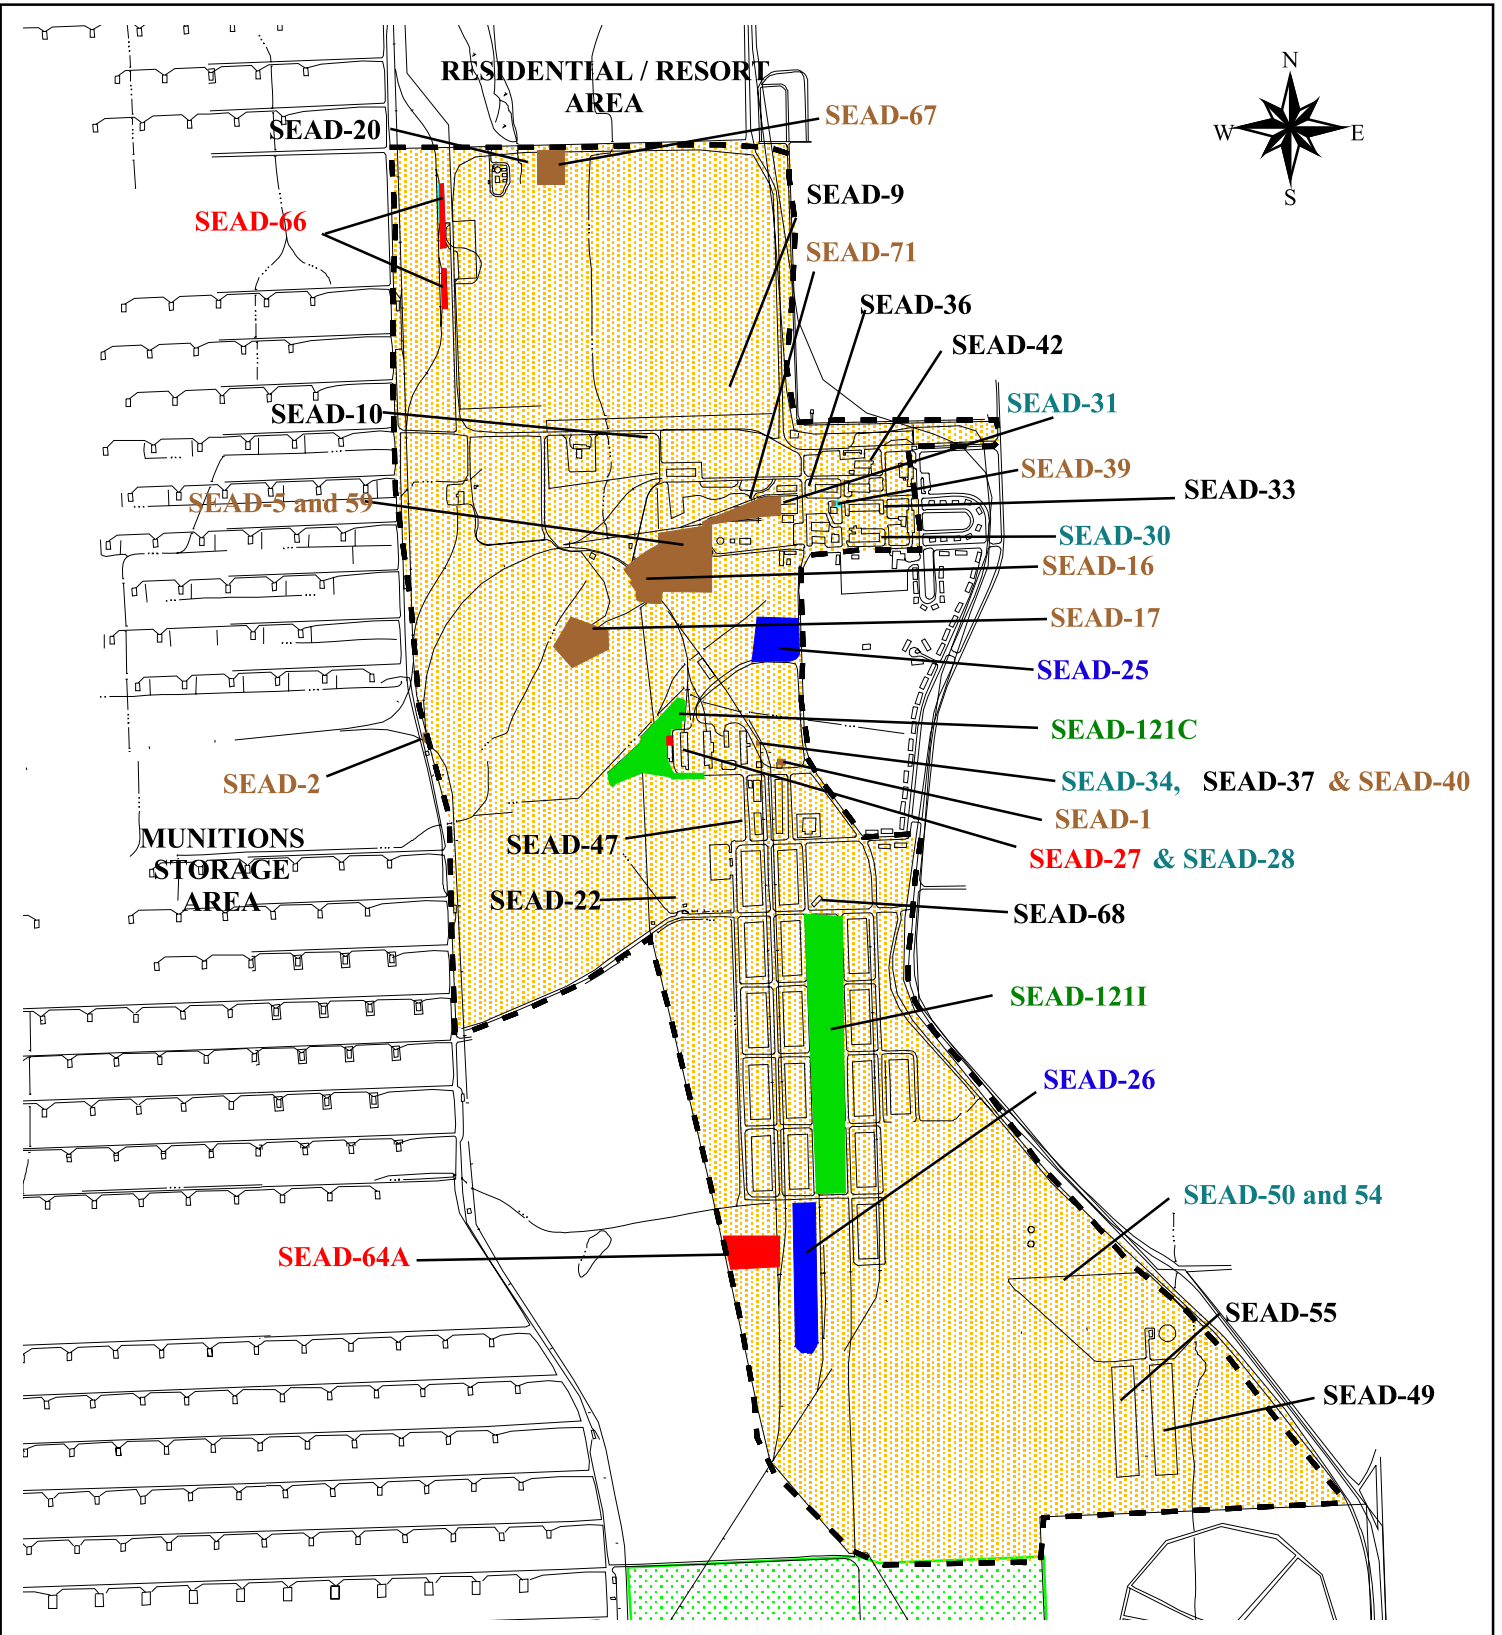 RESIDENTIAL / RESORT
AREA
N
W E
S
SEAD-67
SEAD-20
SEAD-9
SEAD-66
SEAD-71
SEAD-36
SEAD-42
SEAD-31
SEAD-10
SEAD-39
SEAD-33
SEAD-5 and 59
SEAD-30
SEAD-16
SEAD-17
SEAD-25
SEAD-121C
SEAD-34, SEAD-37 & SEAD-40
SEAD-2
SEAD-1
MUNITIONS
STORAGE
AREA
SEAD-47
SEAD-27 & SEAD-28
SEAD-22
SEAD-68
SEAD-121I
SEAD-26
SEAD-50 and 54
SEAD-64A
SEAD-55
SEAD-49